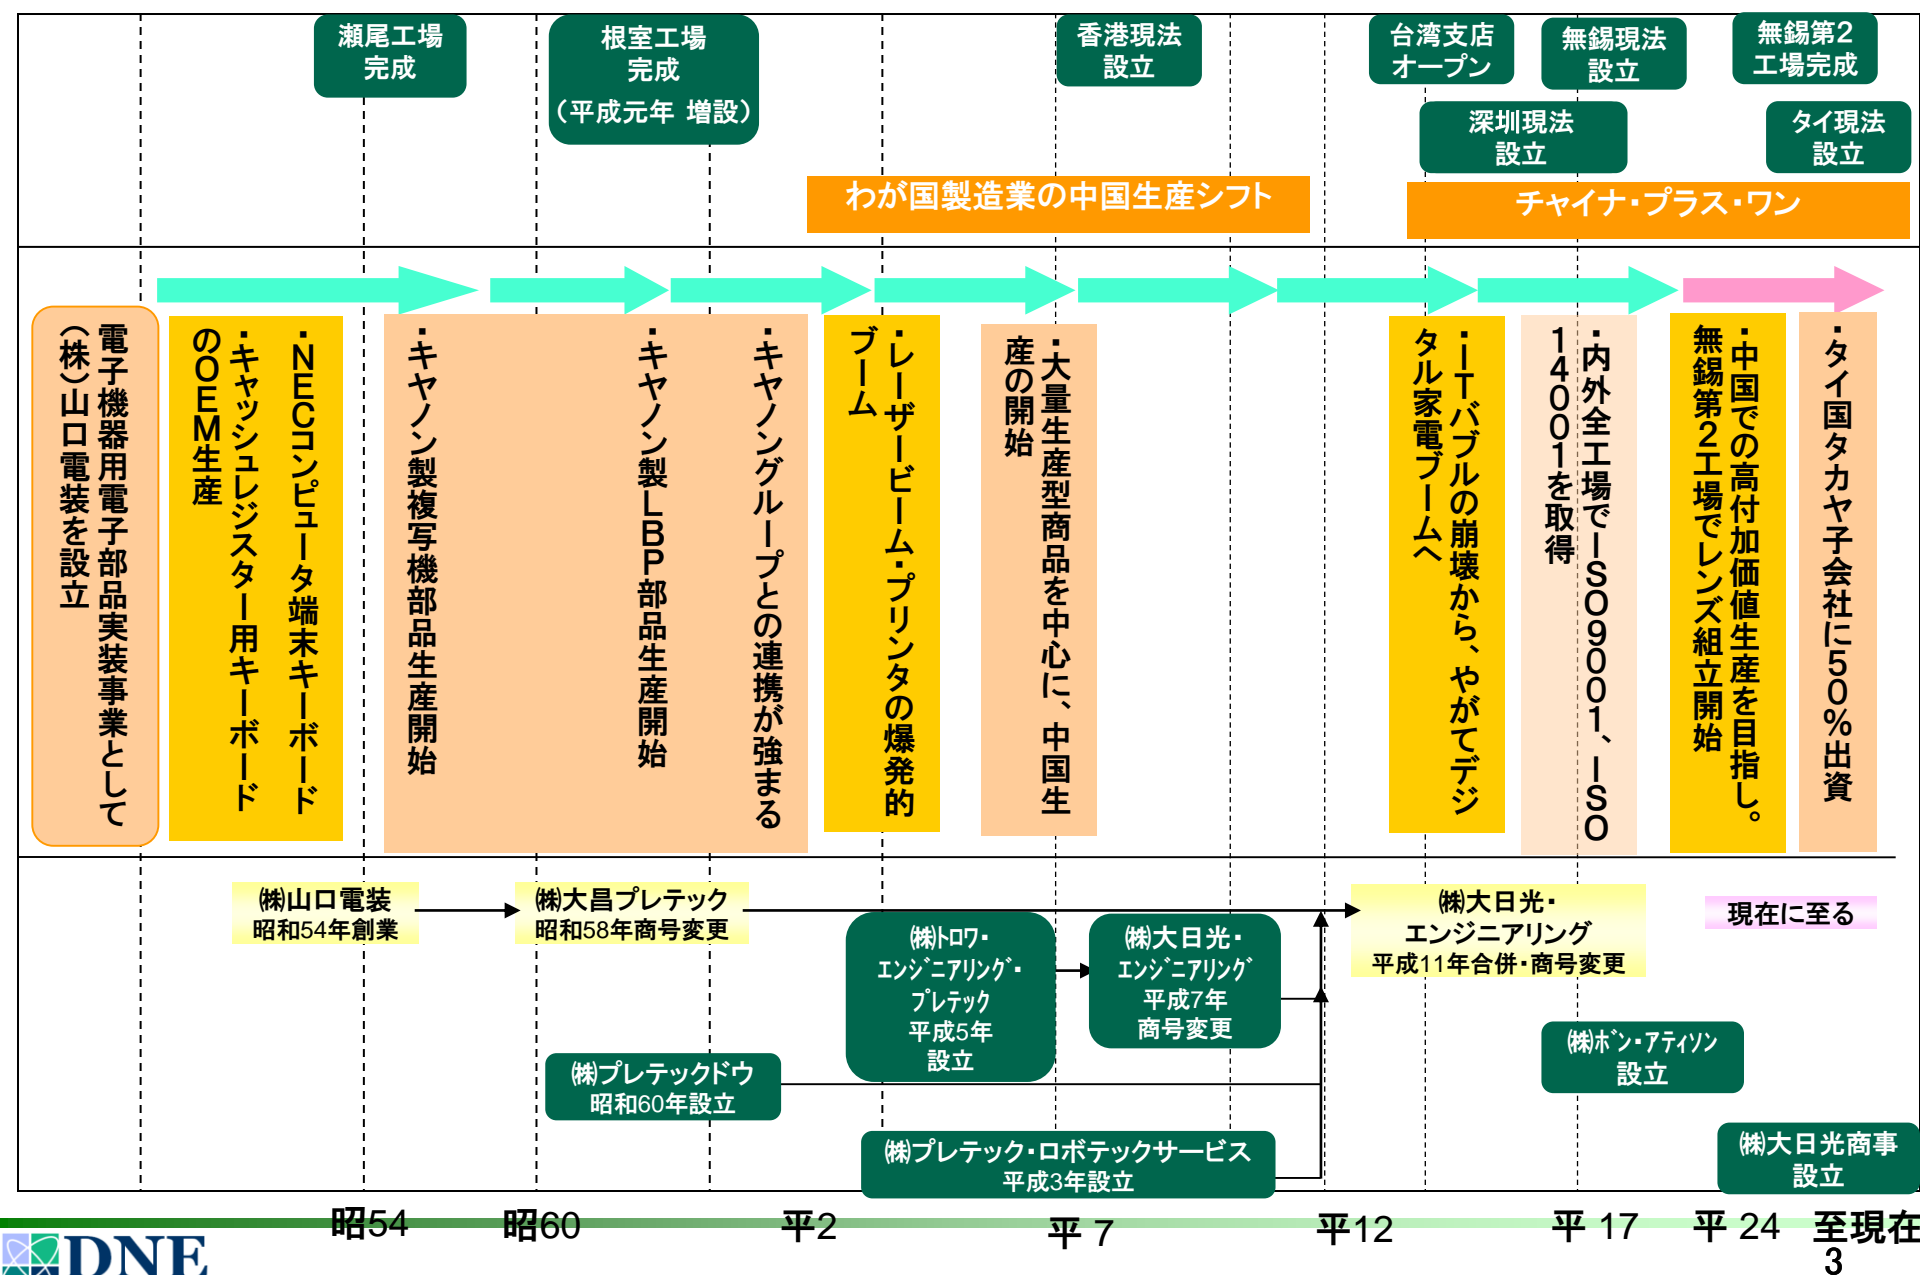 瀬尾工場
完成
根室工場
完成
（平成元年 増設）
香港現法
設立
台湾支店
オープン
無錫現法
設立
無錫第２
工場完成
深圳現法
設立
タイ現法
設立
わが国製造業の中国生産シフト
チャイナ・プラス・ワン
電子機器用電子部品実装事業として
（株）山口電装を設立
・ＮＥＣコンピュータ端末キーボード
・キャッシュレジスター用キーボード
のＯＥＭ生産
・キヤノン製複写機部品生産開始
・キヤノン製ＬＢＰ部品生産開始
・キヤノングループとの連携が強まる
・レーザービーム・プリンタの爆発的
ブーム
・大量生産型商品を中心に、中国生
産の開始
・ＩＴバブルの崩壊から、やがてデジ
タル家電ブームへ
・内外全工場でＩＳＯ９００１、ＩＳＯ
１４００１を取得
・中国での高付加価値生産を目指し。
無錫第２工場でレンズ組立開始
・タイ国タカヤ子会社に５０％出資
㈱山口電装
昭和54年創業
㈱大昌プレテック
昭和58年商号変更
㈱ﾄﾛﾜ・
ｴﾝｼﾞﾆｱﾘﾝｸﾞ・
ﾌﾟﾚﾃｯｸ
平成5年
設立
㈱大日光・
ｴﾝｼﾞﾆｱﾘﾝｸﾞ
平成7年
商号変更
㈱大日光・
エンジニアリング
平成11年合併・商号変更
現在に至る
㈱プレテックドウ
昭和60年設立
㈱ﾎﾞﾝ・ｱﾃｨｿﾝ
設立
㈱プレテック・ロボテックサービス
平成3年設立
㈱大日光商事
設立
昭54
昭60
平2
平 7
平12
平 17
平 24
至現在
DNE
3